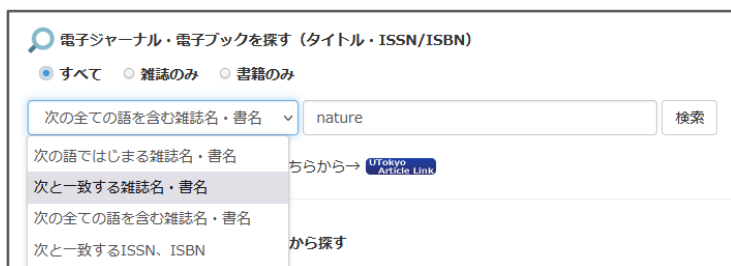 電子ジャーナル・電子ブックを探す（タイトル・ISSN/ISBN）
すべて 雑誌のみ 書籍のみ
次の全ての語を含む雑誌名・書名 nature 検索
次の語ではじまる雑誌名・書名
ちらから→ UTokyo Article Link
次と一致する雑誌名・書名
次の全ての語を含む雑誌名・書名
次と一致するISSN、ISBN
から探す